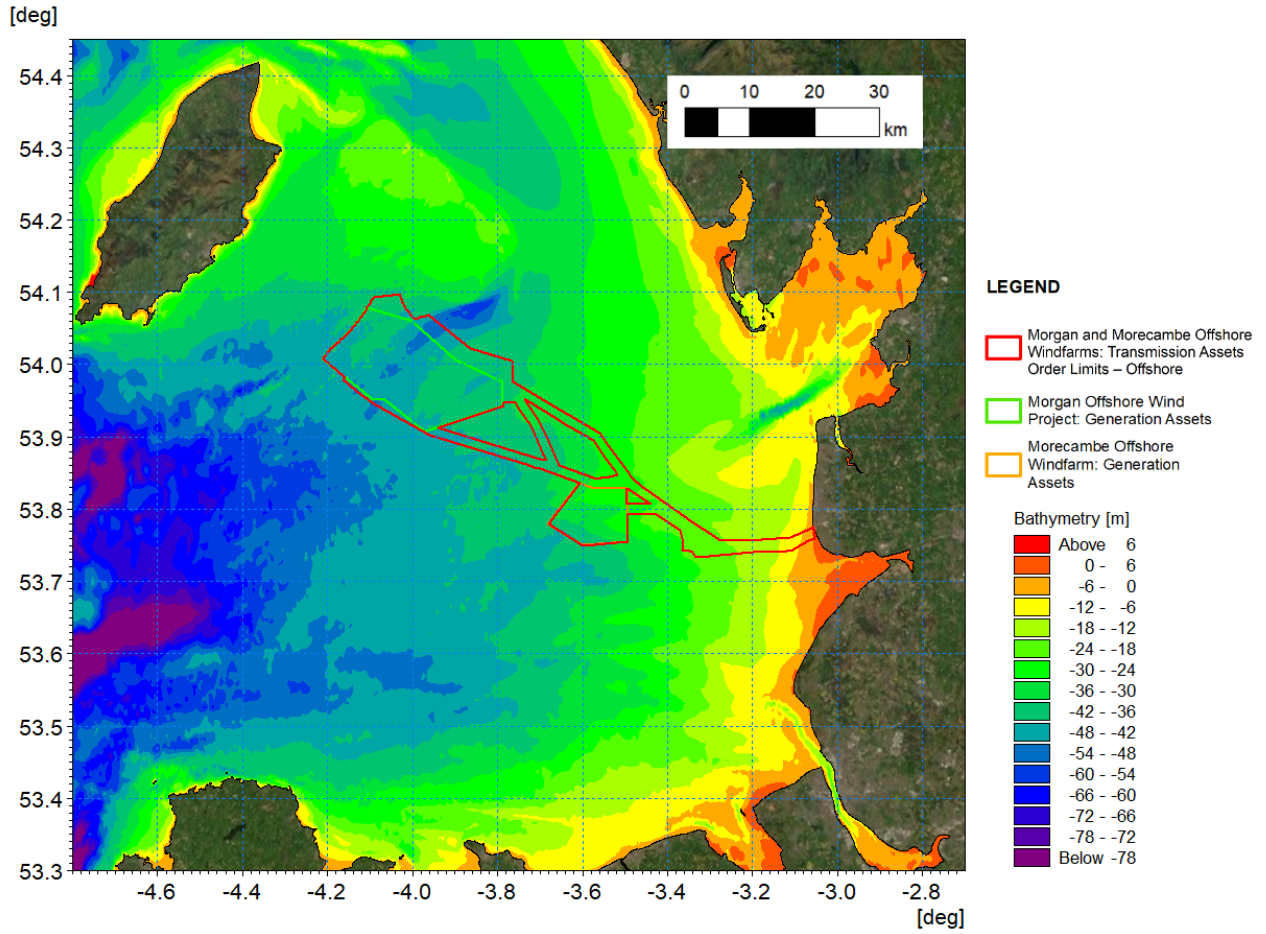 [deg]
54.4
54.3
54.2
54.1
54.0
53.9
53.8
53.7
53.6
53.5
53.4
53.3
-4.6
-4.4
-4.2
-4.0
-3.8
-3.6
-3.4
-3.2
-3.0
-2.8
[deg]
0 10 20 30
km
LEGEND
Morgan and Morecambe Offshore
Windfarms: Transmission Assets
Order Limits – Offshore
Morgan Offshore Wind
Project: Generation Assets
Morecambe Offshore
Windfarm: Generation
Assets
Bathymetry [m]
Above 6
0 - 6
-6 - 0
-12 - -6
-18 - -12
-24 - -18
-30 - -24
-36 - -30
-42 - -36
-48 - -42
-54 - -48
-60 - -54
-66 - -60
-72 - -66
-78 - -72
Below -78